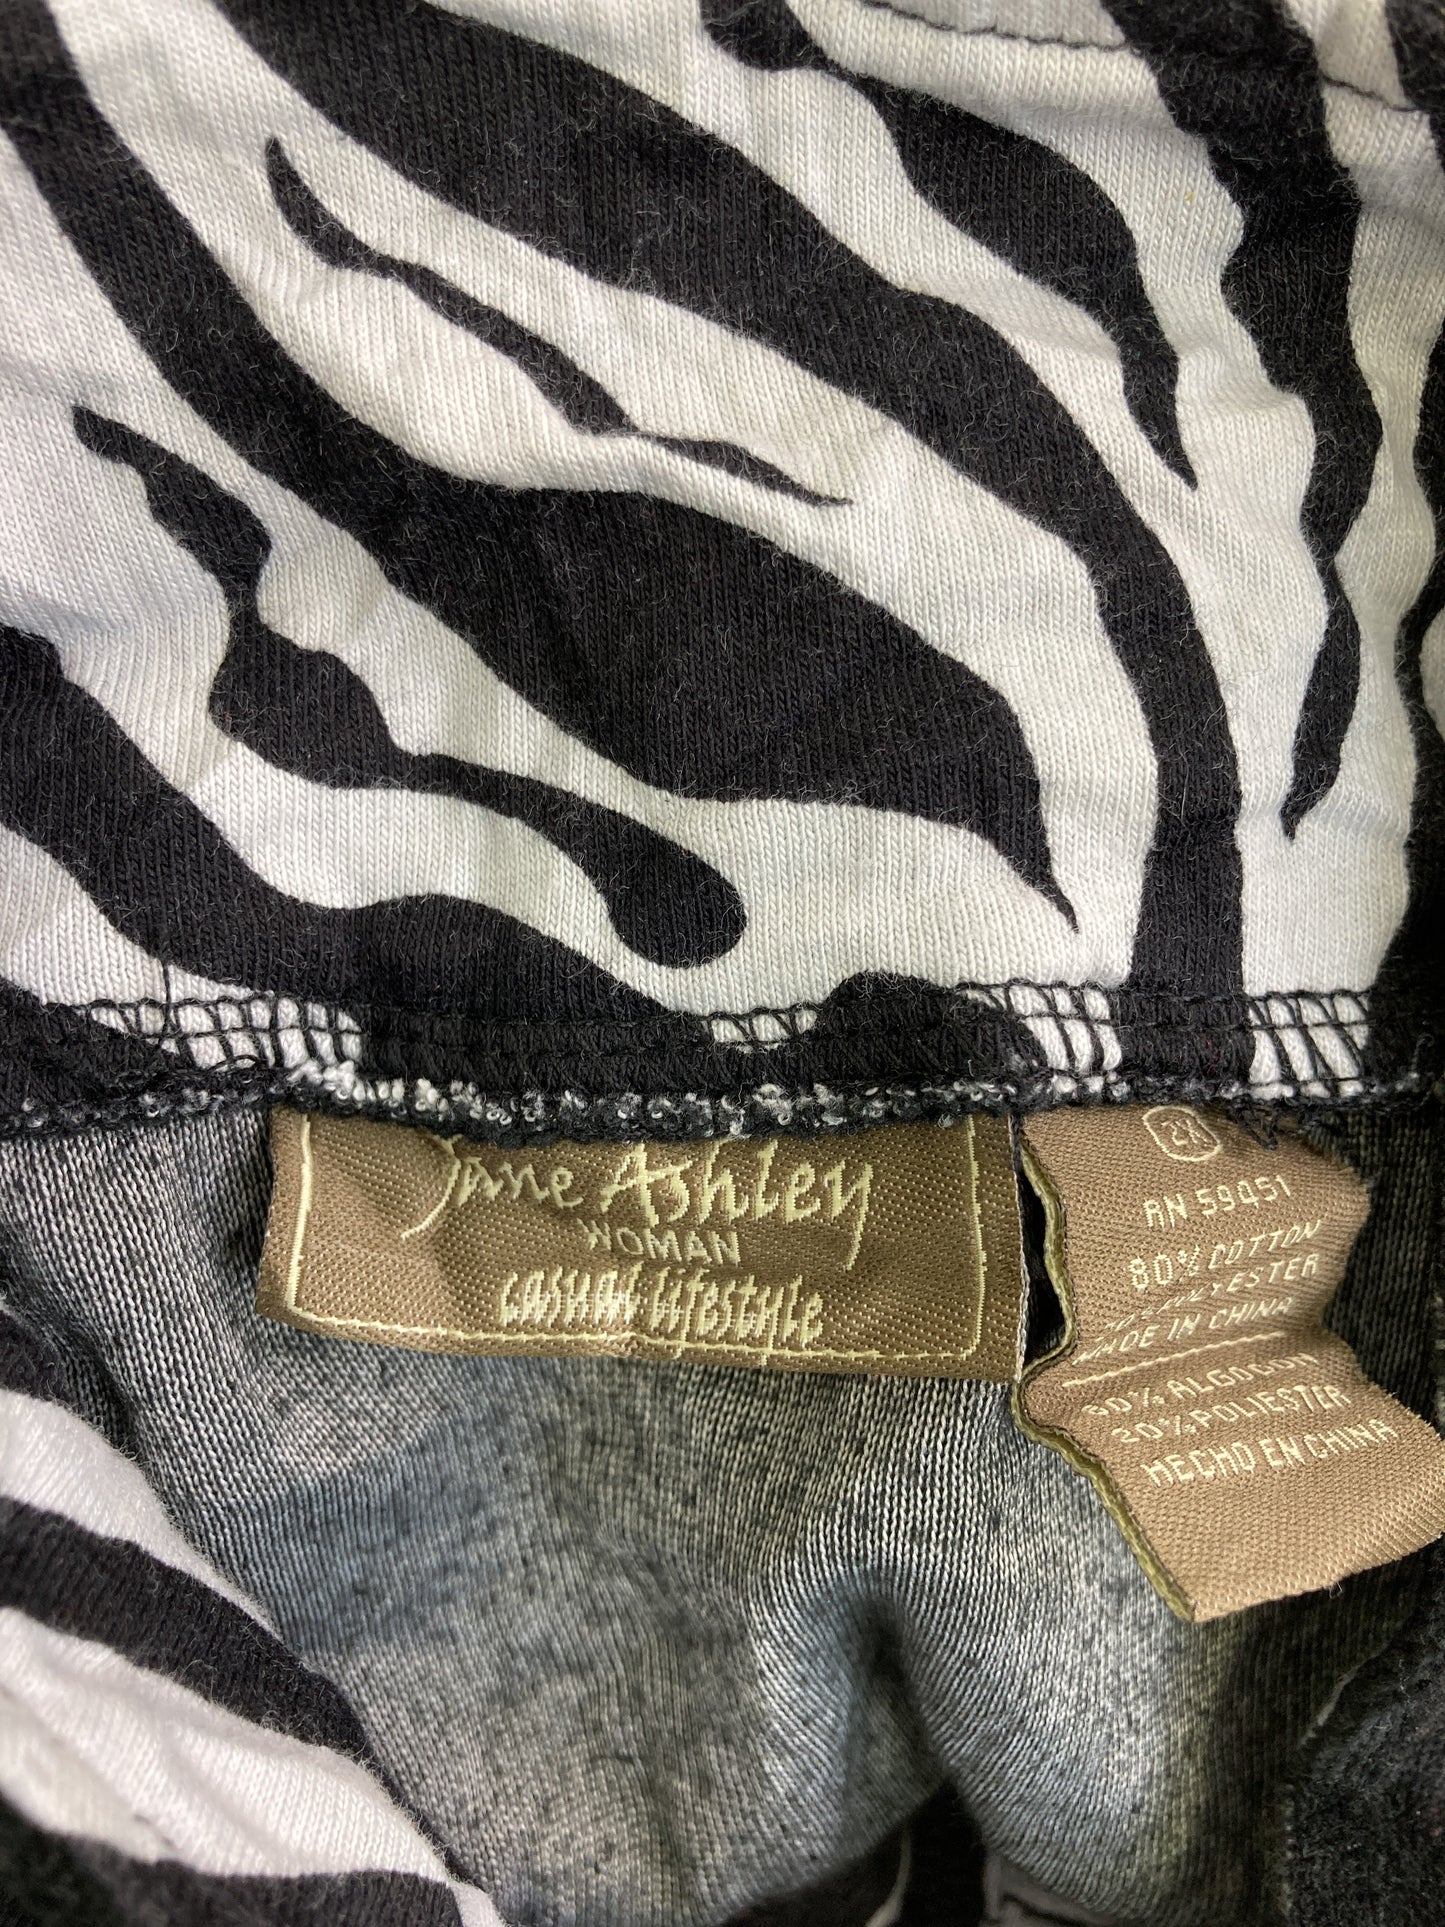 Jane Ashley
WOMAN
casual lifestyle
2X
RN 59451
80% COTTON
20% POLYESTER
MADE IN CHINA
80% ALGODON
20% POLIESTER
HECHO EN CHINA